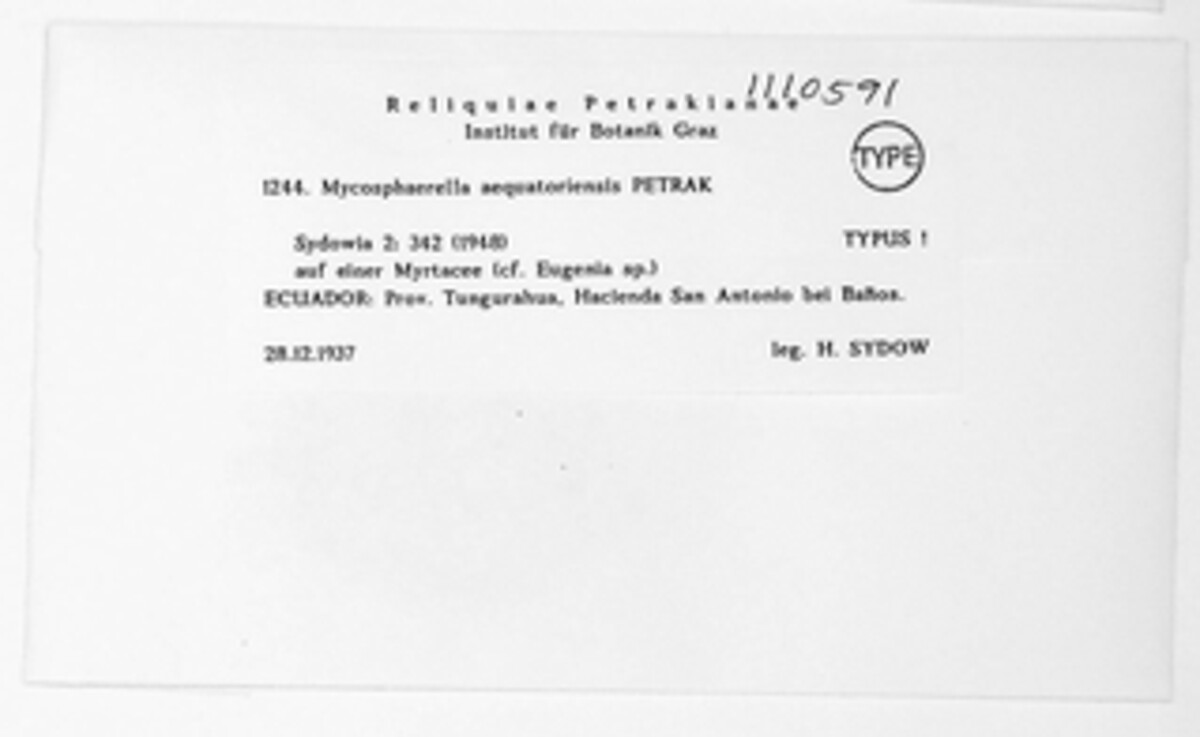 1110591
Reliquiae Petrakianae
Institut für Botanik Graz
TYPE
1244. Mycosphaerella aequatoriensis PETRAK
Sydowia 2: 342 (1948) TYPUS !
auf einer Myrtacee (cf. Eugenia sp.)
ECUADOR: Prov. Tungurahua, Hacienda San Antonio bei Baños.
28.12.1937 leg. H. SYDOW